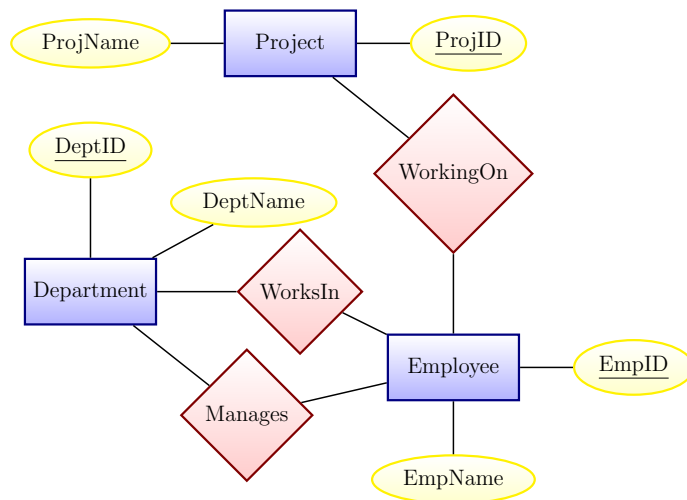 ProjName
Project
ProjID
DeptID
WorkingOn
DeptName
Department
WorksIn
Employee
EmpID
Manages
EmpName